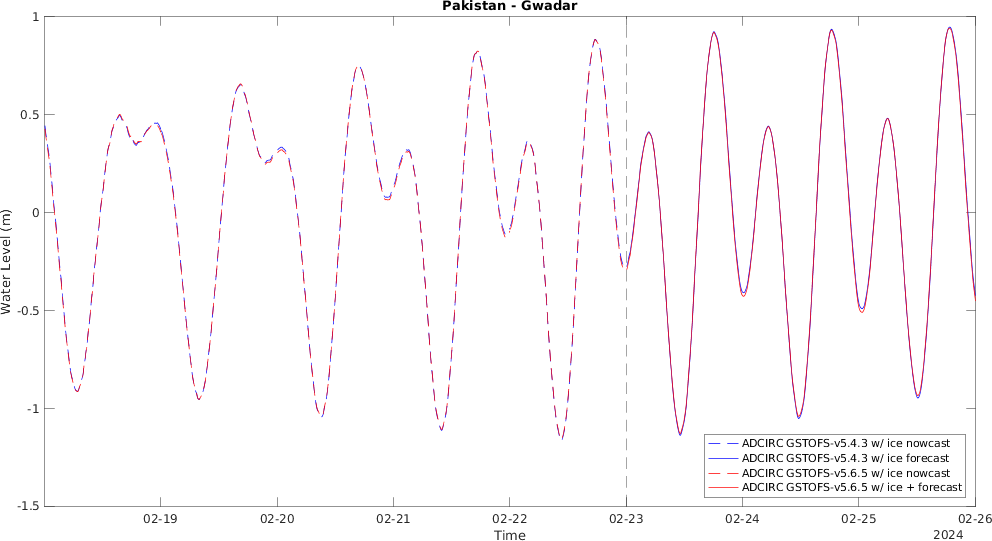 Pakistan - Gwadar
Water Level (m)
1
0.5
0
-0.5
-1
-1.5
02-19
02-20
02-21
02-22
02-23
02-24
02-25
02-26
Time
2024
ADCIRC GSTOFS-v5.4.3 w/ ice nowcast
ADCIRC GSTOFS-v5.4.3 w/ ice forecast
ADCIRC GSTOFS-v5.6.5 w/ ice nowcast
ADCIRC GSTOFS-v5.6.5 w/ ice + forecast